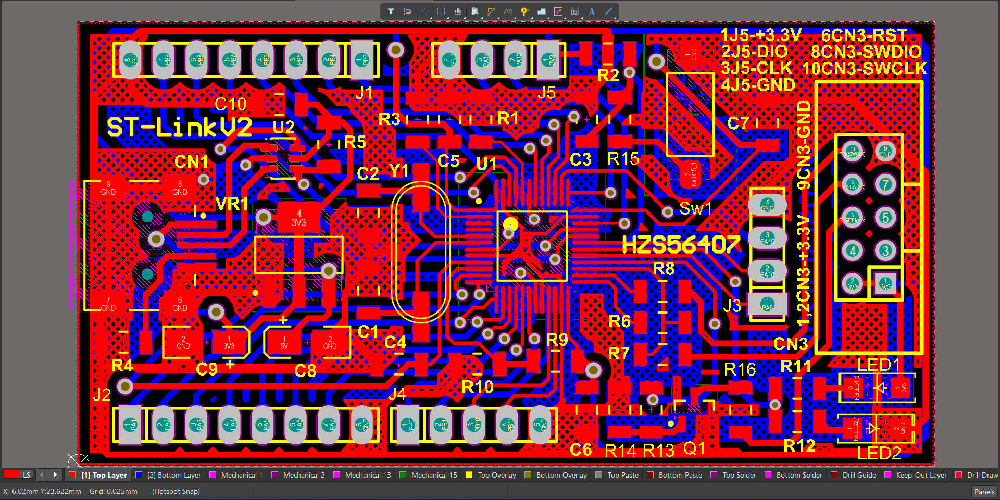 1J5-+3.3V
2J5-DIO
3J5-CLK
4J5-GND
6CN3-RST
8CN3-SWDIO
10CN3-SWCLK
8 GND
7 PB9
6 PB8
5 PB7
4 PB6
3 PB5
2 PB4
1 PB3
J1
4 GND
3 PA14
2 PA13
1 3V3
J5
R2
1 GND
C10
ST-LinkV2
U2
R5
R3
R1
C7
9CN3-GND
CN1
C2
Y1
C5
U1
C3
R15
2 NetR15_1
10
TCK(SWCLK)
9
GND
8
TMS(SWDIO)
7
6
5
4
3
2
3V3
1
3V3
9
GND
8
GND
VR1
4
3V3
Sw1
4
GND
3
PA15
2
PA10
1
PA8
J3
HZS56407
1,2CN3-+3.3V
R8
R6
R7
7
GND
6
GND
C1
C4
R9
CN3
2
GND
1
3V3
1
5V
2
GND
R4
C9
C8
R10
R16
R11
LED1
2 NetLED1_2
1 3V3
J2
J4
1 PA1
2 PA2
3 PA3
4 PA4
5 PA5
6 PA6
7 PA7
8 GND
1 PB0
2 PB1
3 PB10
4 PB11
5 GND
C6
R14
R13
Q1
R12
1 NetLED2_1
2 GND
LED2
LS
[1] Top Layer
[2] Bottom Layer
Mechanical 1
Mechanical 2
Mechanical 13
Mechanical 15
Top Overlay
Bottom Overlay
Top Paste
Bottom Paste
Top Solder
Bottom Solder
Drill Guide
Keep-Out Layer
Drill Draw
X:-6.02mm Y:23.622mm
Grid: 0.025mm
(Hotspot Snap)
Panels